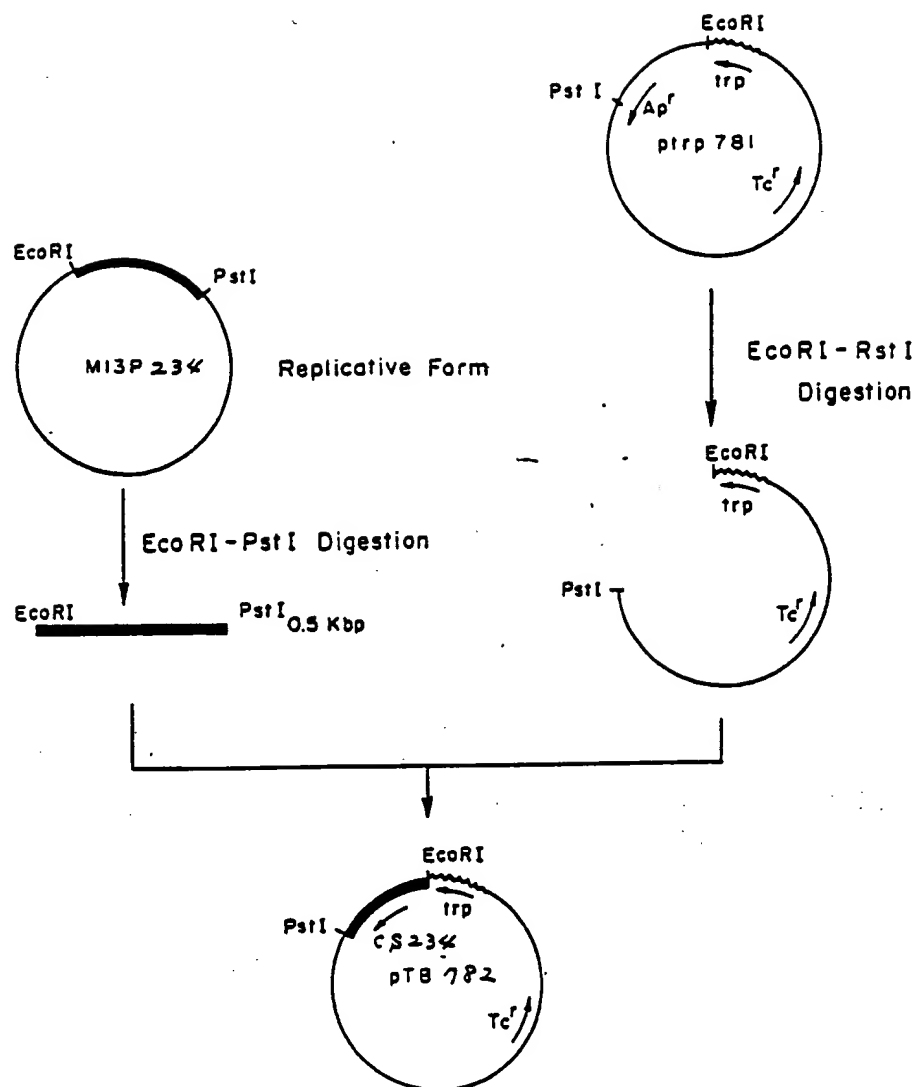 EcoRI
trp
Pst I
Apr
ptrp 781
Tcr
EcoRI
PstI
M13P 234
Replicative Form
EcoRI-RstI
Digestion
EcoRI
trp
EcoRI-PstI Digestion
PstI
Tcr
EcoRI
PstI
0.5 Kbp
EcoRI
trp
PstI
CS234
pTB 782
Tcr